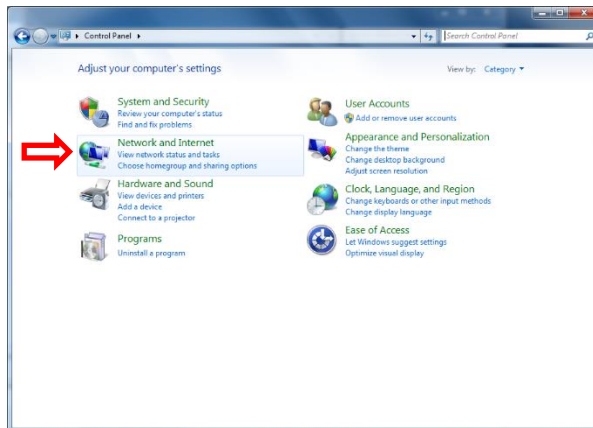 Control Panel
Search Control Panel
Adjust your computer's settings
View by: Category
System and Security
Review your computer's status
Find and fix problems
Network and Internet
View network status and tasks
Choose homegroup and sharing options
Hardware and Sound
View devices and printers
Add a device
Connect to a projector
Programs
Uninstall a program
User Accounts
Add or remove user accounts
Appearance and Personalization
Change the theme
Change desktop background
Adjust screen resolution
Clock, Language, and Region
Change keyboards or other input methods
Change display language
Ease of Access
Let Windows suggest settings
Optimize visual display